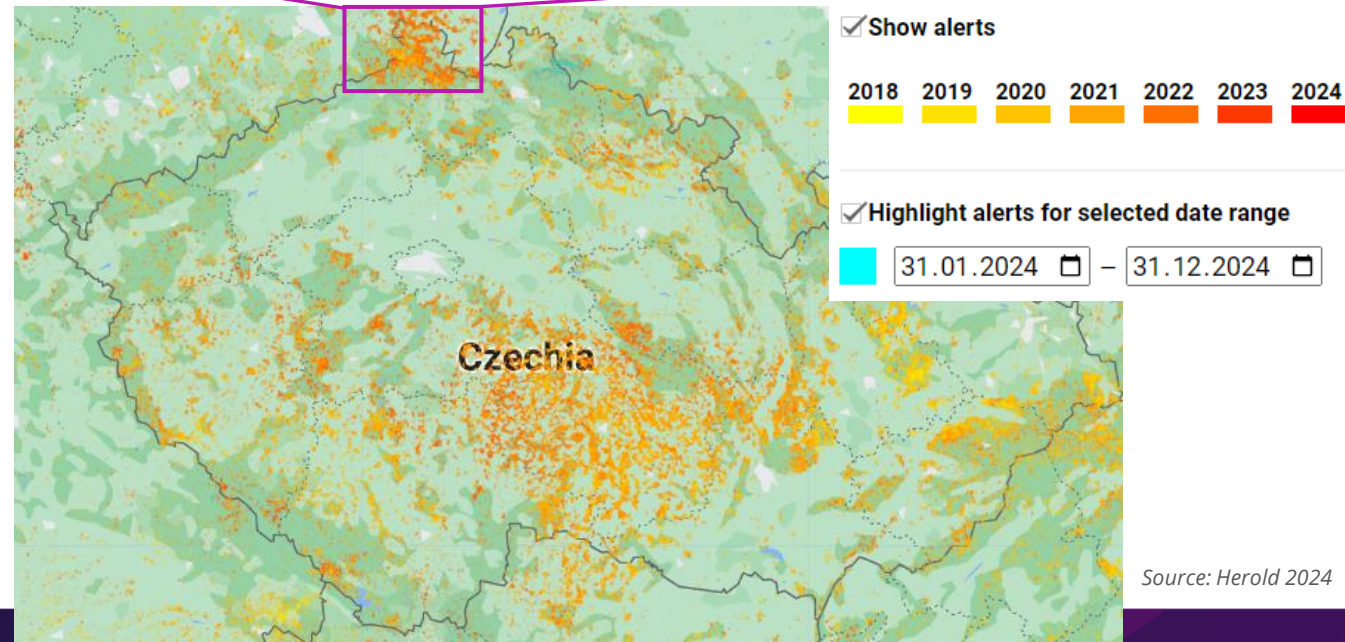 Show alerts
2018 2019 2020 2021 2022 2023 2024
Highlight alerts for selected date range
31.01.2024 – 31.12.2024
Czechia
Source: Herold 2024